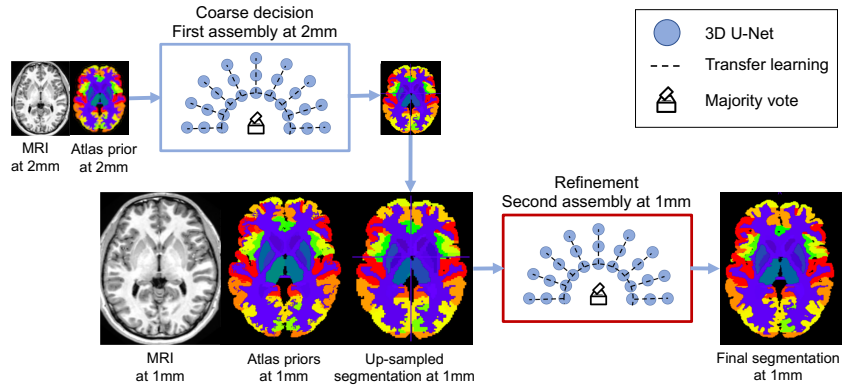 Coarse decision
First assembly at 2mm
3D U-Net
Transfer learning
Majority vote
MRI
at 2mm
Atlas prior
at 2mm
Refinement
Second assembly at 1mm
MRI
at 1mm
Atlas priors
at 1mm
Up-sampled
segmentation at 1mm
Final segmentation
at 1mm